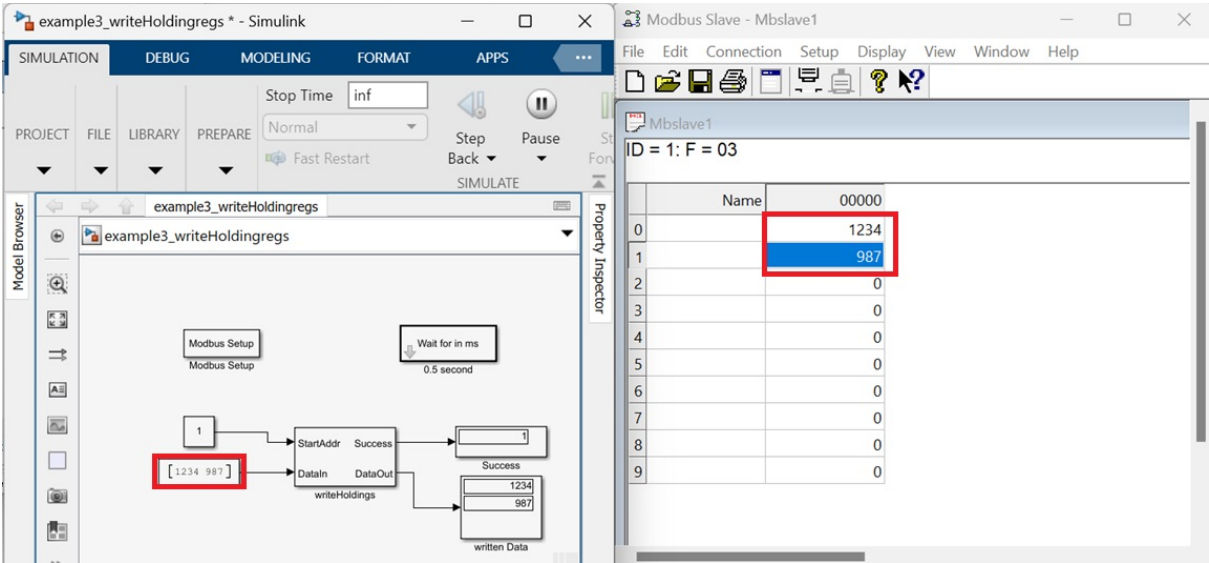 example3_writeHoldingregs * - Simulink
SIMULATION DEBUG MODELING FORMAT APPS ...
PROJECT FILE LIBRARY PREPARE
Stop Time inf
Normal
Fast Restart
Step Back
Pause
St
For
SIMULATE
Model Browser
Property Inspector
example3_writeHoldingregs
example3_writeHoldingregs
Modbus Setup
Modbus Setup
Wait for in ms
0.5 second
1
[1234 987]
StartAddr Success
DataIn DataOut
writeHoldings
1
Success
1234
987
written Data
Modbus Slave - Mbslave1
File Edit Connection Setup Display View Window Help
Mbslave1
ID = 1: F = 03
Name 00000
0 1234
1 987
2 0
3 0
4 0
5 0
6 0
7 0
8 0
9 0